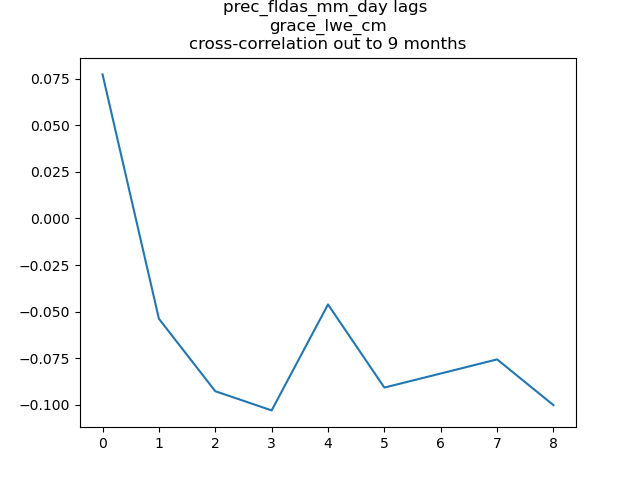 prec_fldas_mm_day lags
grace_lwe_cm
cross-correlation out to 9 months
0.075
0.050
0.025
0.000
−0.025
−0.050
−0.075
−0.100
0 1 2 3 4 5 6 7 8